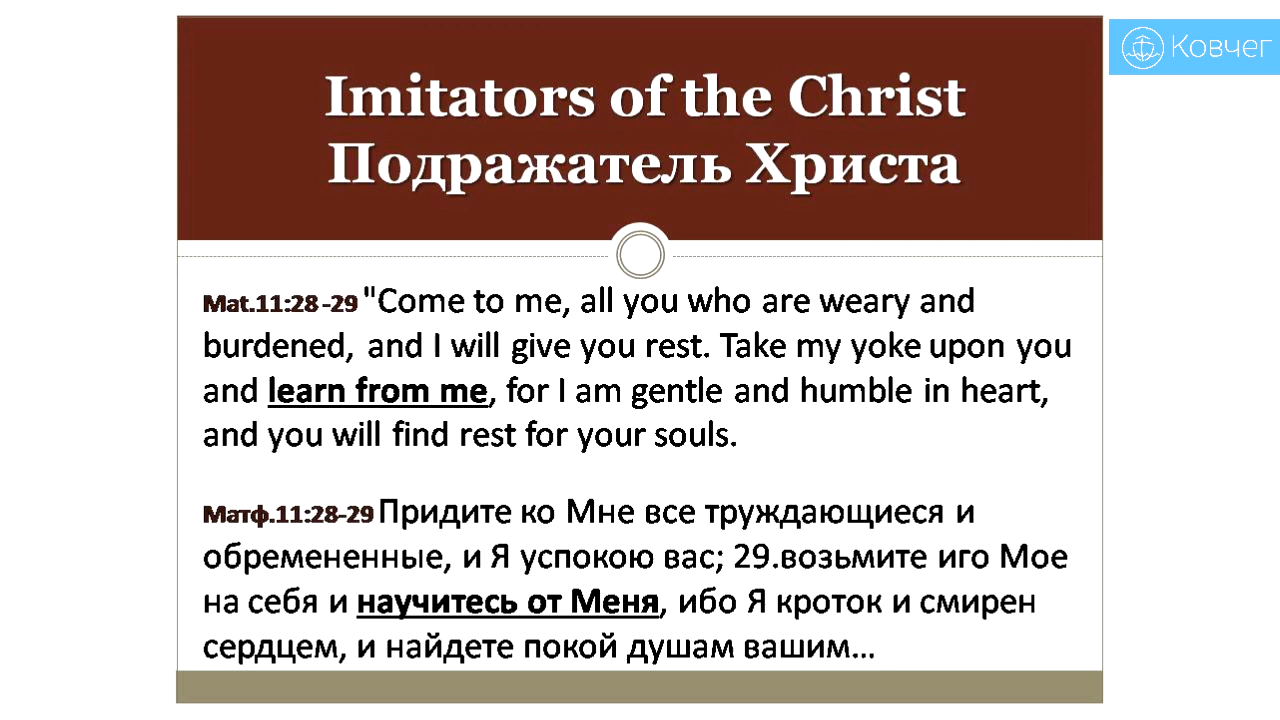 Ковчег
Imitators of the Christ
Подражатель Христа
Mat.11:28-29 "Come to me, all you who are weary and
burdened, and I will give you rest. Take my yoke upon you
and learn from me, for I am gentle and humble in heart,
and you will find rest for your souls.
Матф.11:28-29 Придите ко Мне все труждающиеся и
обремененные, и Я успокою вас; 29.возьмите иго Мое
на себя и научитесь от Меня, ибо Я кроток и смирен
сердцем, и найдете покой душам вашим...